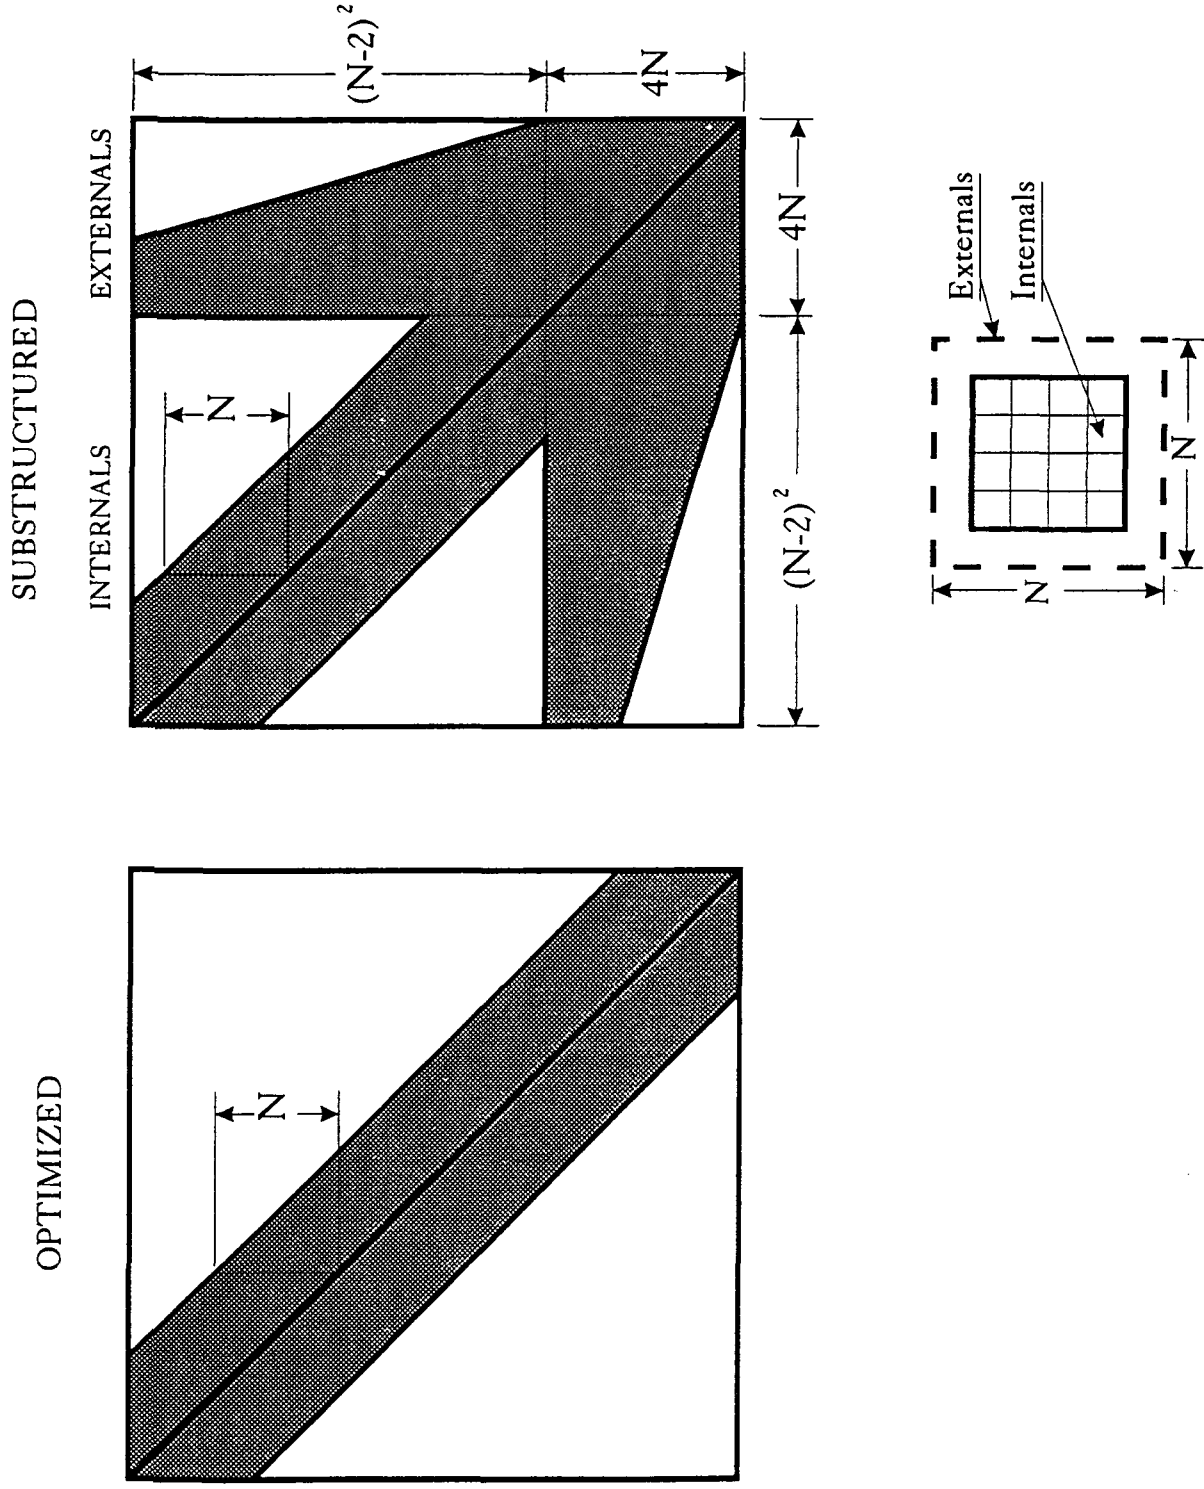 SUBSTRUCTURED
INTERNALS
EXTERNALS
N
(N-2)²
4N
(N-2)²
4N
Externals
Internals
N
N
OPTIMIZED
N